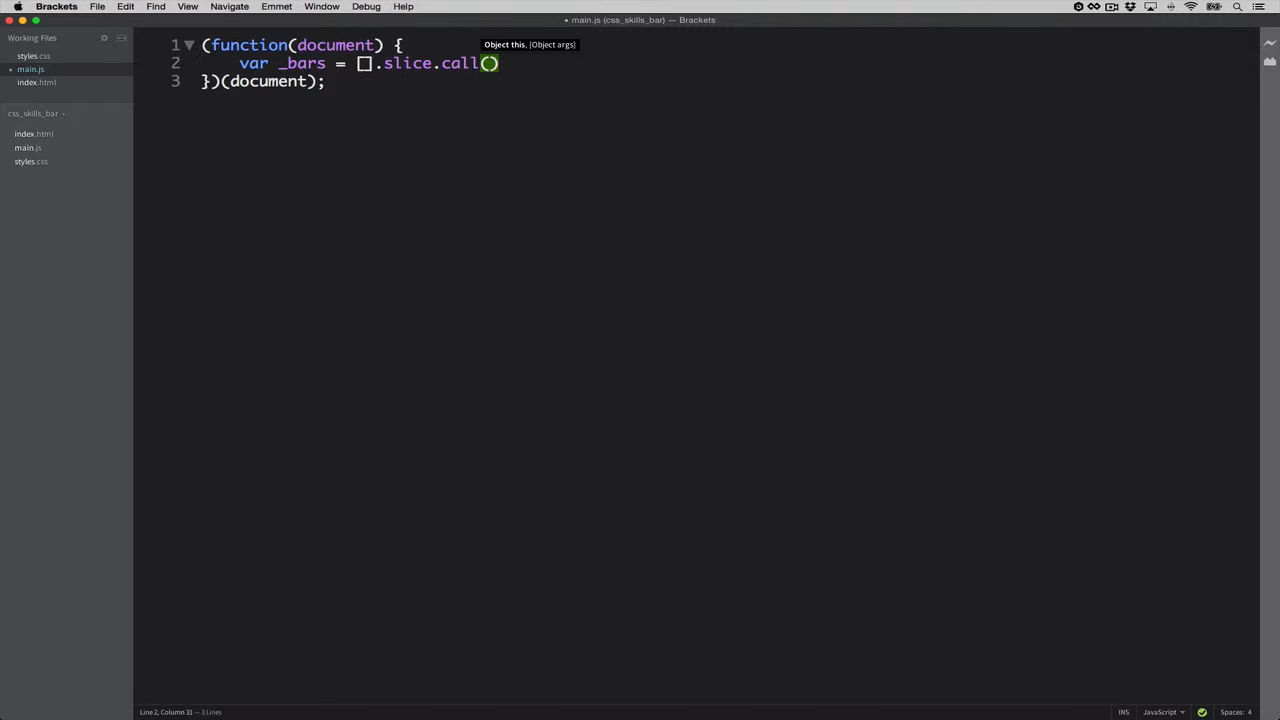 Brackets File Edit Find View Navigate Emmet Window Debug Help
• main.js (css_skills_bar) — Brackets
Working Files
styles.css
• main.js
index.html
css_skills_bar
index.html
main.js
styles.css
Object this, [Object args]
1 (function(document) {
2 var _bars = [].slice.call()
3 })(document);
Line 2, Column 31 — 3 Lines
INS JavaScript Spaces: 4